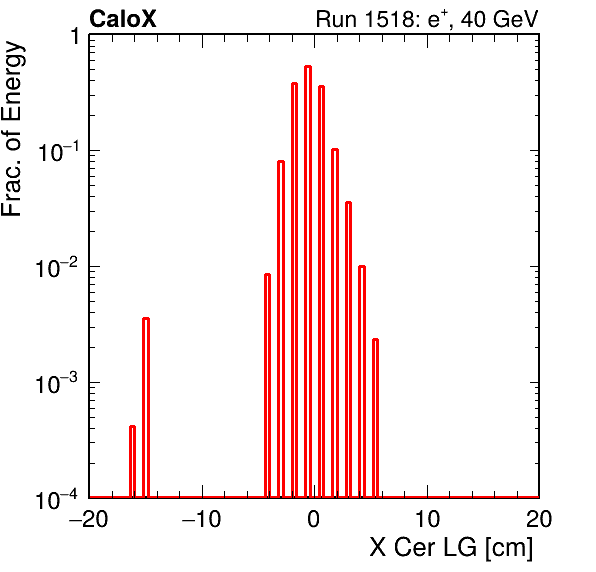 CaloX Run 1518: e⁺, 40 GeV
Frac. of Energy
1
10⁻¹
10⁻²
10⁻³
10⁻⁴
−20 −10 0 10 20
X Cer LG [cm]